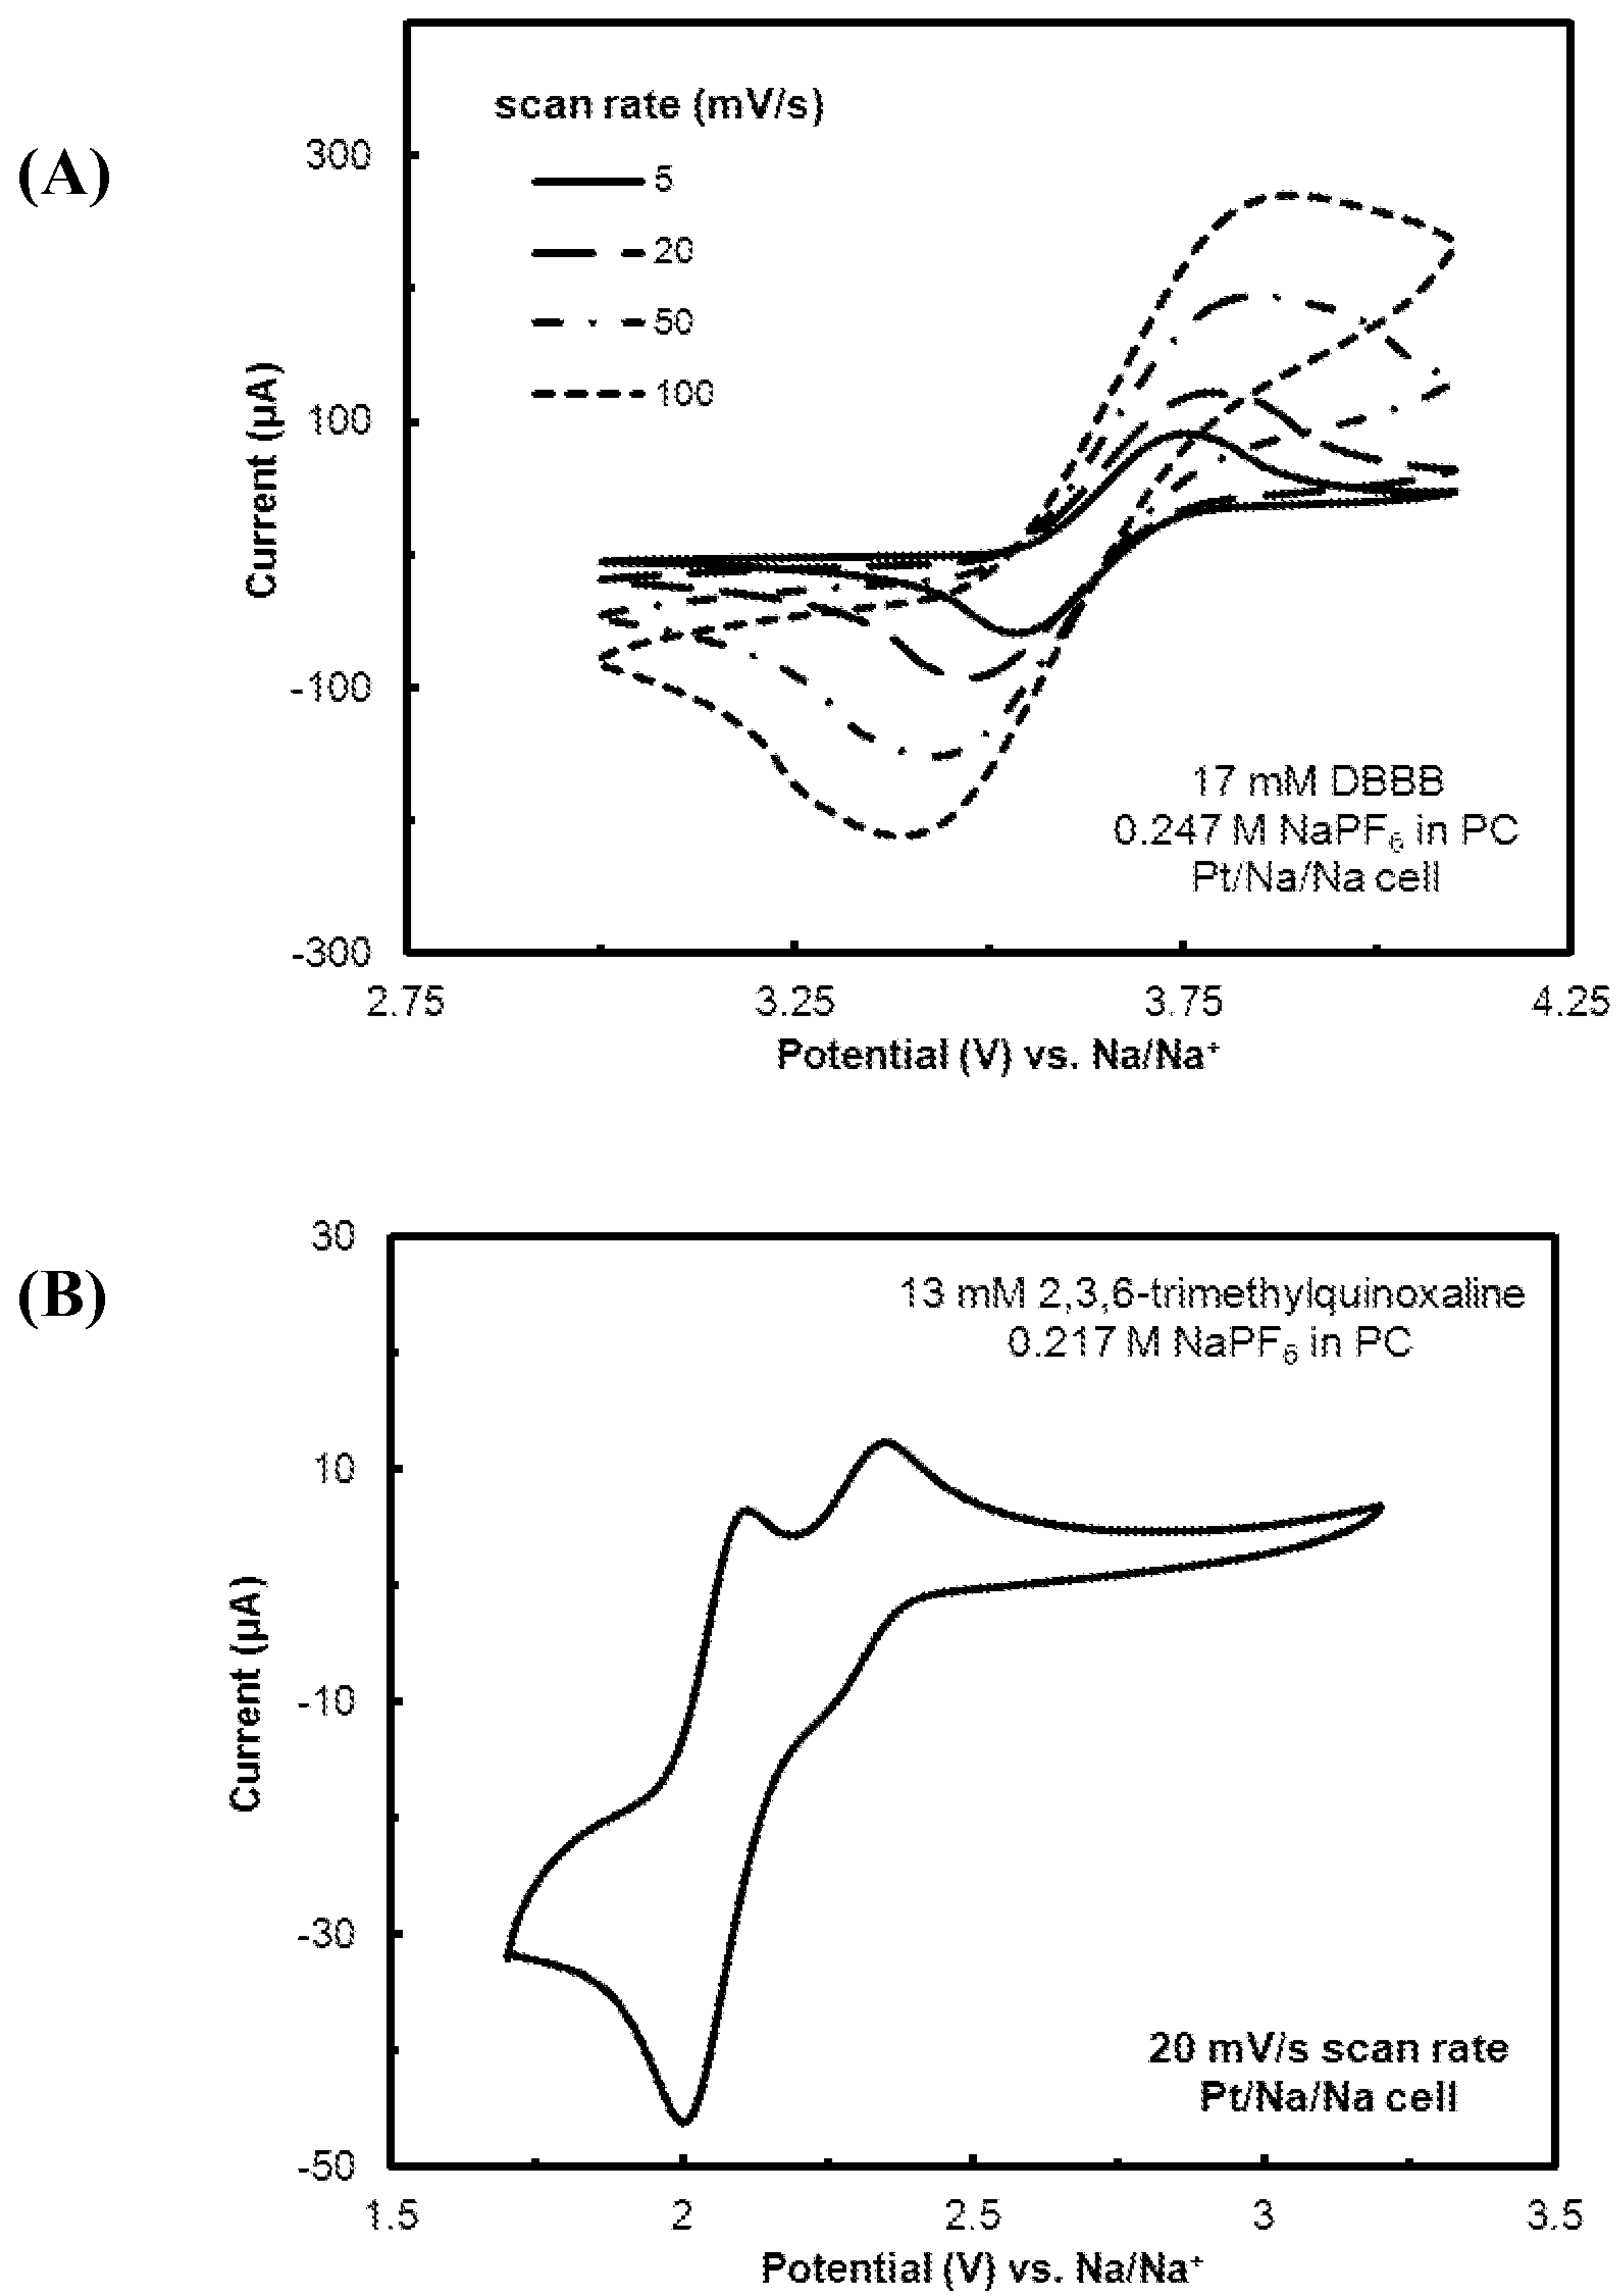 (A)
scan rate (mV/s)
5
20
50
100
300
100
-100
-300
Current (µA)
17 mM DBBB
0.247 M NaPF₆ in PC
Pt/Na/Na cell
2.75 3.25 3.75 4.25
Potential (V) vs. Na/Na⁺
(B)
30
10
-10
-30
-50
Current (µA)
13 mM 2,3,6-trimethylquinoxaline
0.217 M NaPF₆ in PC
20 mV/s scan rate
Pt/Na/Na cell
1.5 2 2.5 3 3.5
Potential (V) vs. Na/Na⁺